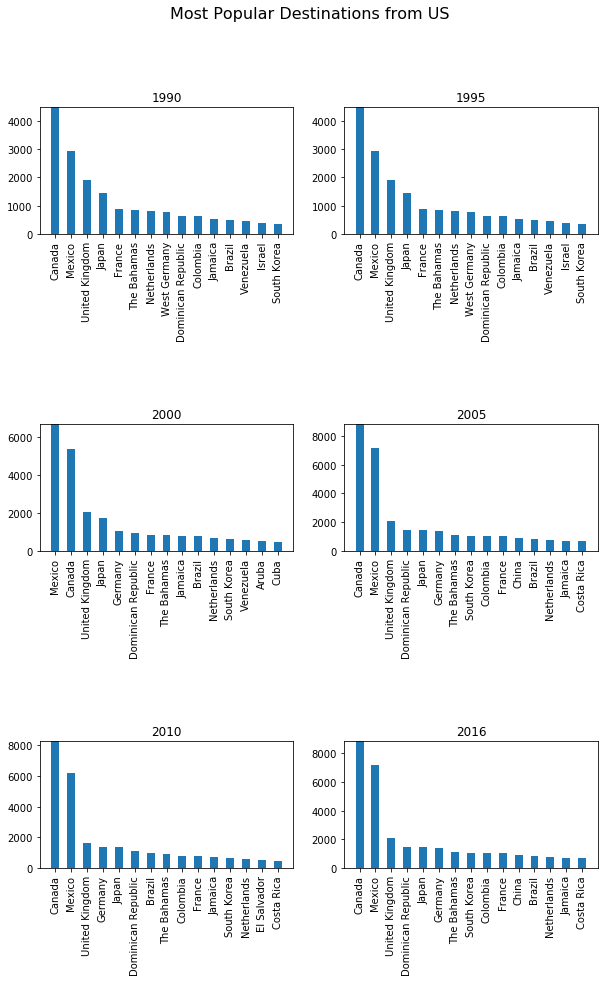 Most Popular Destinations from US
1990
4000
3000
2000
1000
0
Canada
Mexico
United Kingdom
Japan
France
The Bahamas
Netherlands
West Germany
Dominican Republic
Colombia
Jamaica
Brazil
Venezuela
Israel
South Korea
1995
4000
3000
2000
1000
0
Canada
Mexico
United Kingdom
Japan
France
The Bahamas
Netherlands
West Germany
Dominican Republic
Colombia
Jamaica
Brazil
Venezuela
Israel
South Korea
2000
6000
4000
2000
0
Mexico
Canada
United Kingdom
Japan
Germany
Dominican Republic
France
The Bahamas
Jamaica
Brazil
Netherlands
South Korea
Venezuela
Aruba
Cuba
2005
8000
6000
4000
2000
0
Canada
Mexico
United Kingdom
Dominican Republic
Japan
Germany
The Bahamas
South Korea
Colombia
France
China
Brazil
Netherlands
Jamaica
Costa Rica
2010
8000
6000
4000
2000
0
Canada
Mexico
United Kingdom
Germany
Japan
Dominican Republic
Brazil
The Bahamas
Colombia
France
Jamaica
South Korea
Netherlands
El Salvador
Costa Rica
2016
8000
6000
4000
2000
0
Canada
Mexico
United Kingdom
Dominican Republic
Japan
Germany
The Bahamas
South Korea
Colombia
France
China
Brazil
Netherlands
Jamaica
Costa Rica